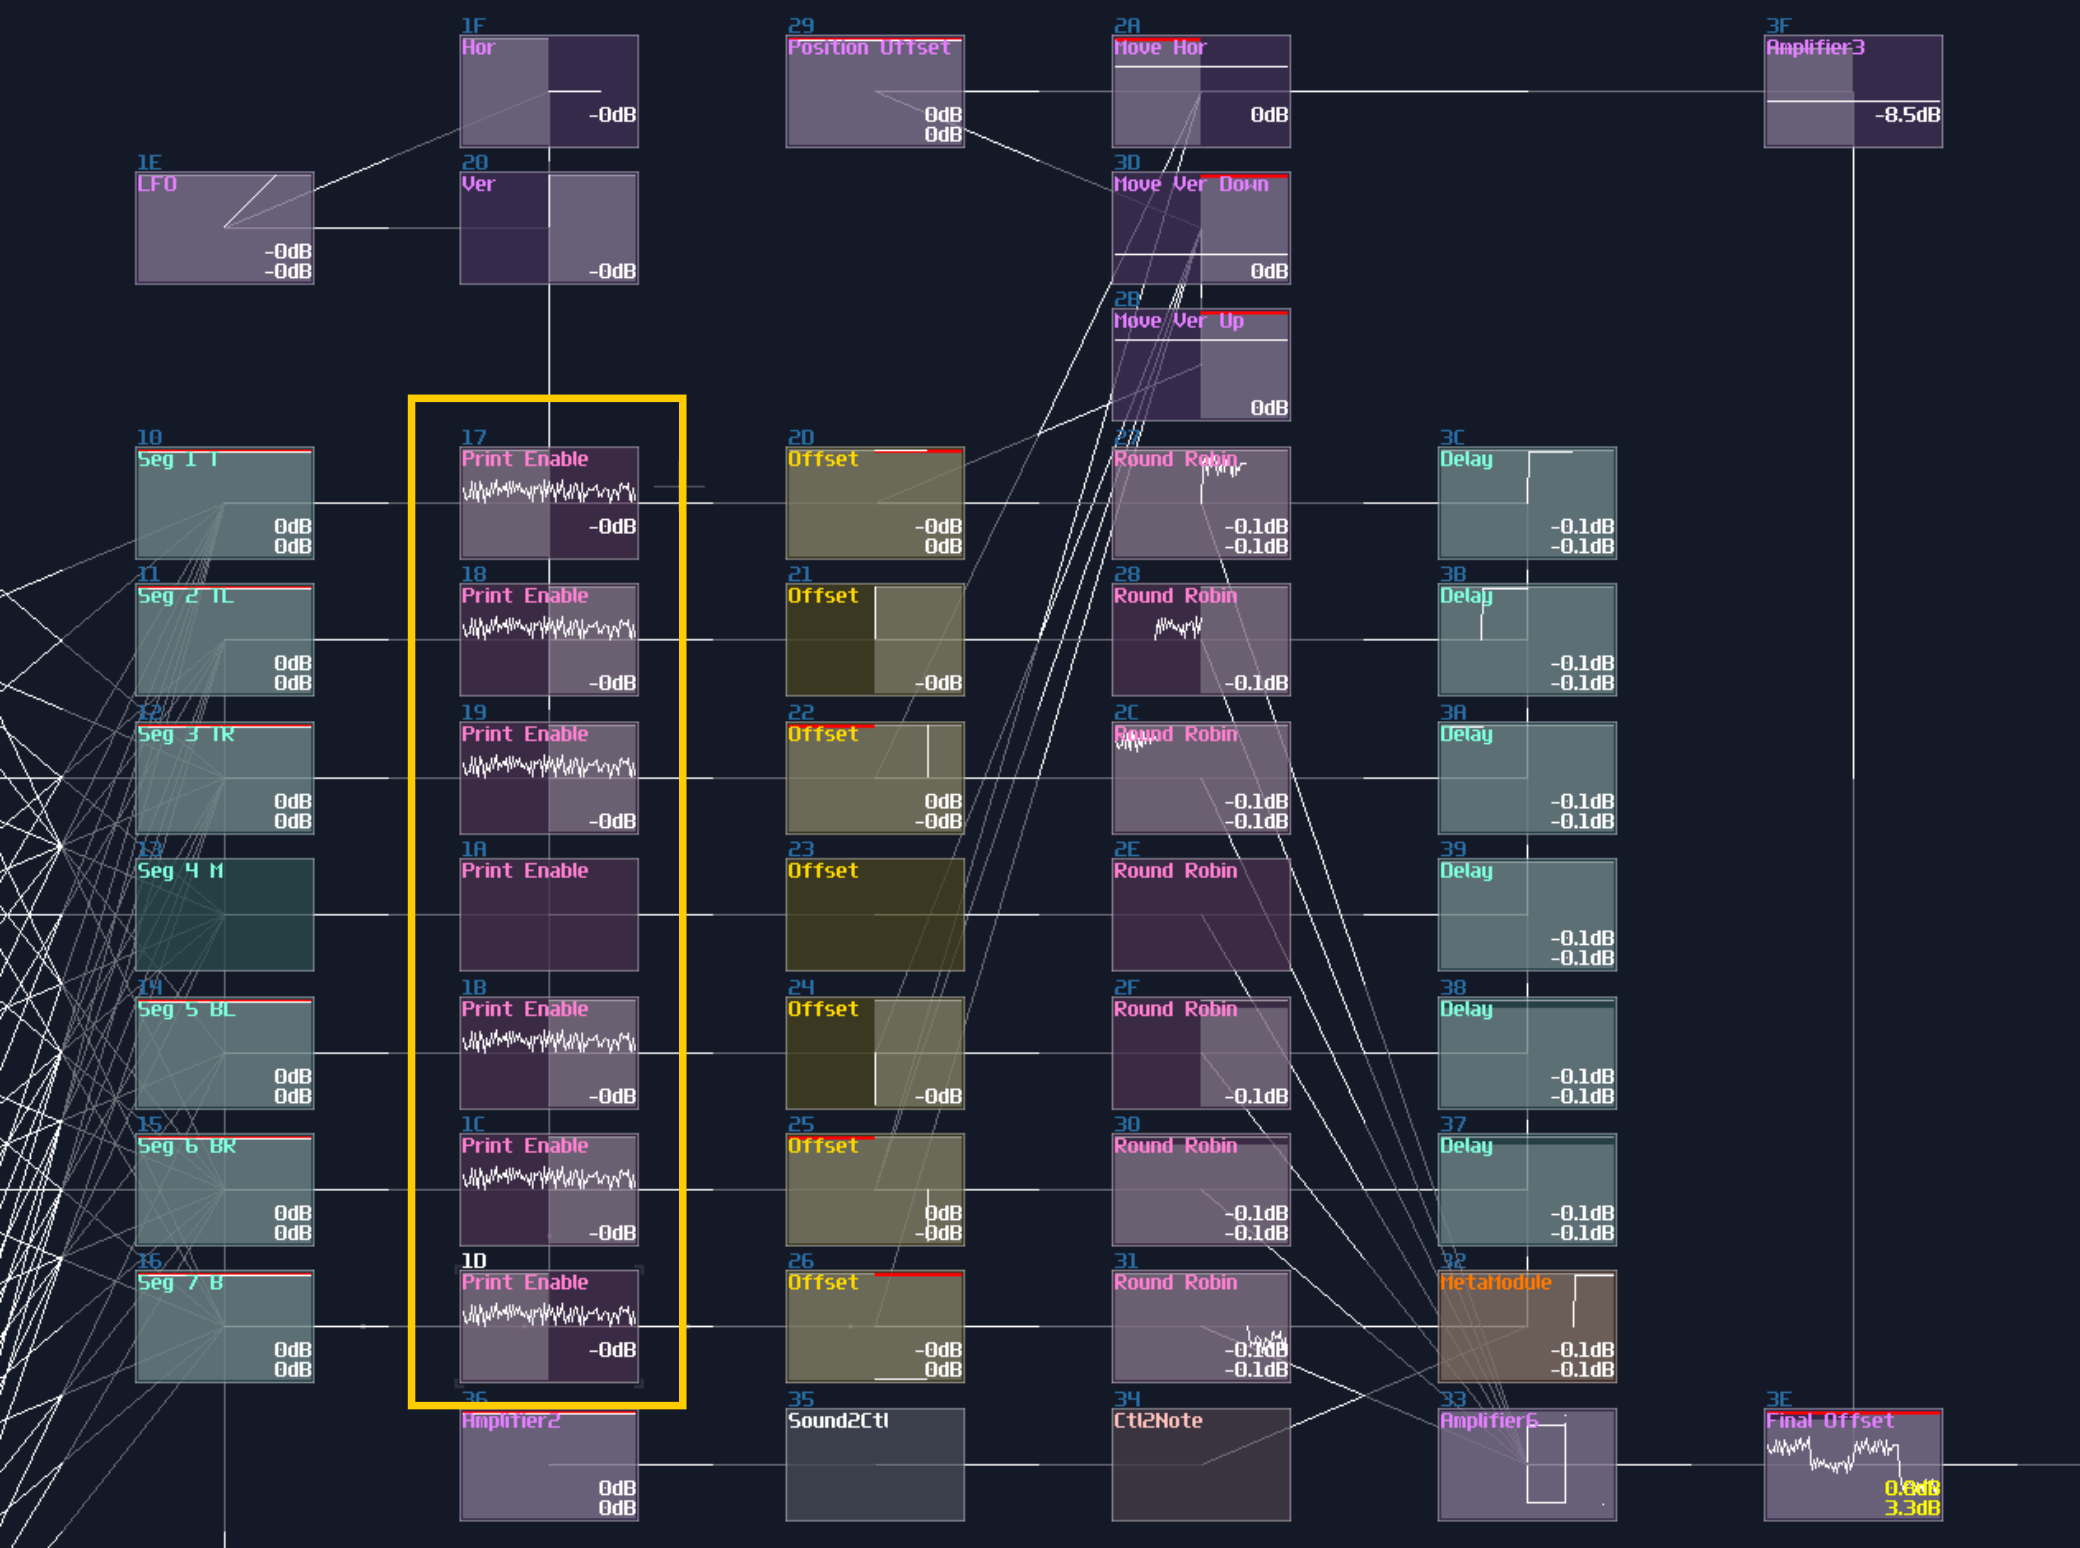 1F
Hor
-0dB
29
Position Offset
0dB
0dB
2A
Move Hor
0dB
3F
Amplifier3
-8.5dB
1E
LFO
-0dB
-0dB
20
Ver
-0dB
3D
Move Ver Down
0dB
2B
Move Ver Up
0dB
10
Seg 1 T
0dB
0dB
17
Print Enable
-0dB
2D
Offset
-0dB
0dB
27
Round Robin
-0.1dB
-0.1dB
3C
Delay
-0.1dB
-0.1dB
11
Seg 2 TL
0dB
0dB
18
Print Enable
-0dB
21
Offset
-0dB
28
Round Robin
-0.1dB
3B
Delay
-0.1dB
-0.1dB
12
Seg 3 TR
0dB
0dB
19
Print Enable
-0dB
22
Offset
0dB
-0dB
2C
Round Robin
-0.1dB
-0.1dB
3A
Delay
-0.1dB
-0.1dB
13
Seg 4 M
1A
Print Enable
23
Offset
2E
Round Robin
39
Delay
-0.1dB
-0.1dB
14
Seg 5 BL
0dB
0dB
1B
Print Enable
-0dB
24
Offset
-0dB
2F
Round Robin
-0.1dB
38
Delay
-0.1dB
-0.1dB
15
Seg 6 BR
0dB
0dB
1C
Print Enable
-0dB
25
Offset
0dB
-0dB
30
Round Robin
-0.1dB
-0.1dB
37
Delay
-0.1dB
-0.1dB
16
Seg 7 B
0dB
0dB
1D
Print Enable
-0dB
26
Offset
-0dB
0dB
31
Round Robin
-0.1dB
-0.1dB
32
MetaModule
-0.1dB
-0.1dB
36
Amplifier2
0dB
0dB
35
Sound2Ctl
34
Ctl2Note
33
Amplifier6
3E
Final Offset
3.3dB